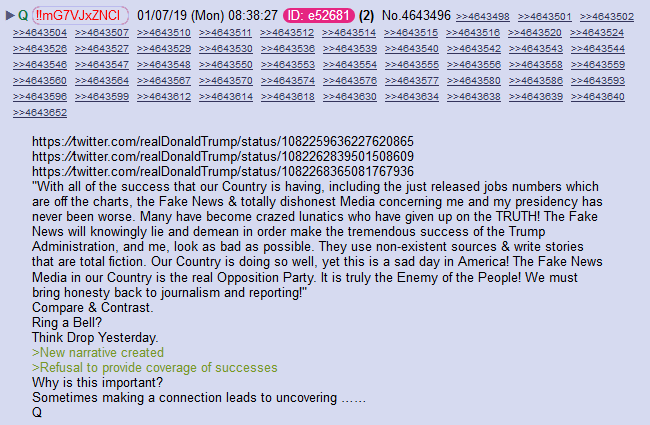 ▶ Q !!mG7VJxZNCI 01/07/19 (Mon) 08:38:27 ID: e52681 (2) No.4643496 >>4643498 >>4643501 >>4643502
>>4643504 >>4643507 >>4643510 >>4643511 >>4643512 >>4643514 >>4643515 >>4643516 >>4643520 >>4643524
>>4643526 >>4643527 >>4643529 >>4643530 >>4643536 >>4643539 >>4643540 >>4643542 >>4643543 >>4643544
>>4643546 >>4643547 >>4643548 >>4643550 >>4643553 >>4643554 >>4643555 >>4643556 >>4643558 >>4643559
>>4643560 >>4643564 >>4643567 >>4643570 >>4643574 >>4643576 >>4643577 >>4643580 >>4643586 >>4643593
>>4643596 >>4643599 >>4643612 >>4643614 >>4643618 >>4643630 >>4643634 >>4643638 >>4643639 >>4643640
>>4643652
https://twitter.com/realDonaldTrump/status/1082259636227620865
https://twitter.com/realDonaldTrump/status/1082262839501508609
https://twitter.com/realDonaldTrump/status/1082268365081767936
"With all of the success that our Country is having, including the just released jobs numbers which
are off the charts, the Fake News & totally dishonest Media concerning me and my presidency has
never been worse. Many have become crazed lunatics who have given up on the TRUTH! The Fake
News will knowingly lie and demean in order make the tremendous success of the Trump
Administration, and me, look as bad as possible. They use non-existent sources & write stories
that are total fiction. Our Country is doing so well, yet this is a sad day in America! The Fake News
Media in our Country is the real Opposition Party. It is truly the Enemy of the People! We must
bring honesty back to journalism and reporting!"
Compare & Contrast.
Ring a Bell?
Think Drop Yesterday.
>New narrative created
>Refusal to provide coverage of successes
Why is this important?
Sometimes making a connection leads to uncovering ……
Q